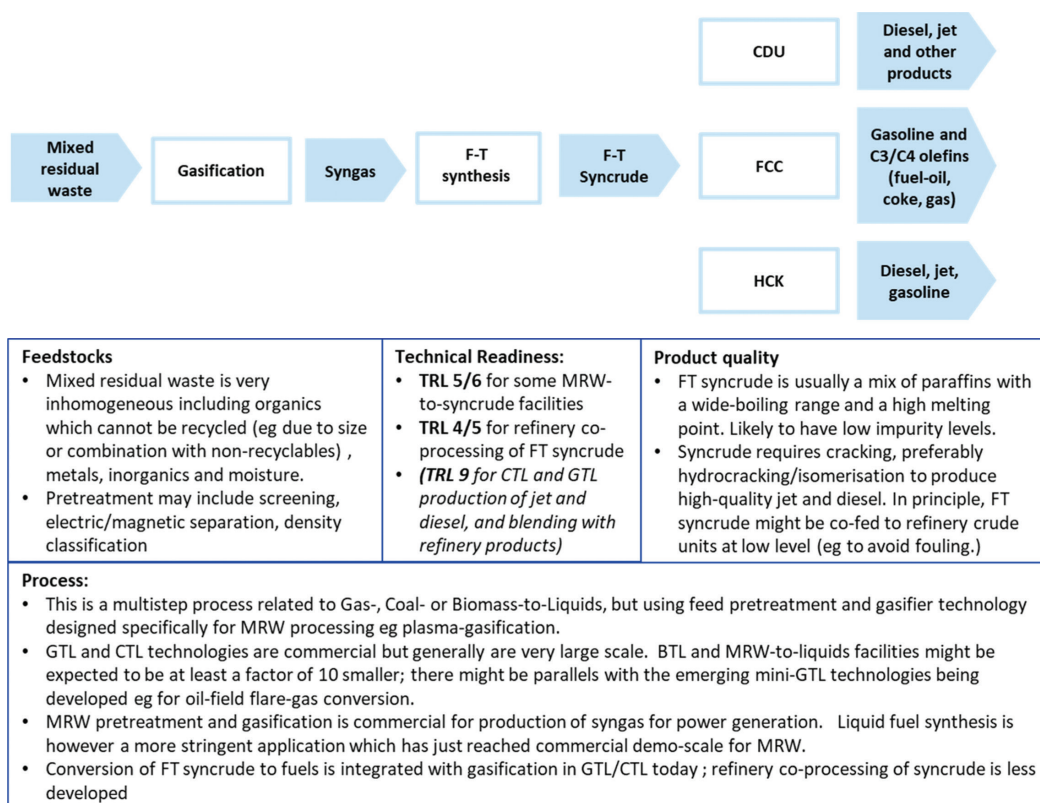 CDU
Diesel, jet
and other
products
Mixed
residual
waste
Gasification
Syngas
F-T
synthesis
F-T
Syncrude
FCC
Gasoline and
C3/C4 olefins
(fuel-oil,
coke, gas)
HCK
Diesel, jet,
gasoline
Feedstocks
• Mixed residual waste is very
inhomogeneous including organics
which cannot be recycled (eg due to size
or combination with non-recyclables) ,
metals, inorganics and moisture.
• Pretreatment may include screening,
electric/magnetic separation, density
classification
Technical Readiness:
• TRL 5/6 for some MRW-
to-syncrude facilities
• TRL 4/5 for refinery co-
processing of FT syncrude
• (TRL 9 for CTL and GTL
production of jet and
diesel, and blending with
refinery products)
Product quality
• FT syncrude is usually a mix of paraffins with
a wide-boiling range and a high melting
point. Likely to have low impurity levels.
• Syncrude requires cracking, preferably
hydrocracking/isomerisation to produce
high-quality jet and diesel. In principle, FT
syncrude might be co-fed to refinery crude
units at low level (eg to avoid fouling.)
Process:
• This is a multistep process related to Gas-, Coal- or Biomass-to-Liquids, but using feed pretreatment and gasifier technology
designed specifically for MRW processing eg plasma-gasification.
• GTL and CTL technologies are commercial but generally are very large scale. BTL and MRW-to-liquids facilities might be
expected to be at least a factor of 10 smaller; there might be parallels with the emerging mini-GTL technologies being
developed eg for oil-field flare-gas conversion.
• MRW pretreatment and gasification is commercial for production of syngas for power generation. Liquid fuel synthesis is
however a more stringent application which has just reached commercial demo-scale for MRW.
• Conversion of FT syncrude to fuels is integrated with gasification in GTL/CTL today ; refinery co-processing of syncrude is less
developed